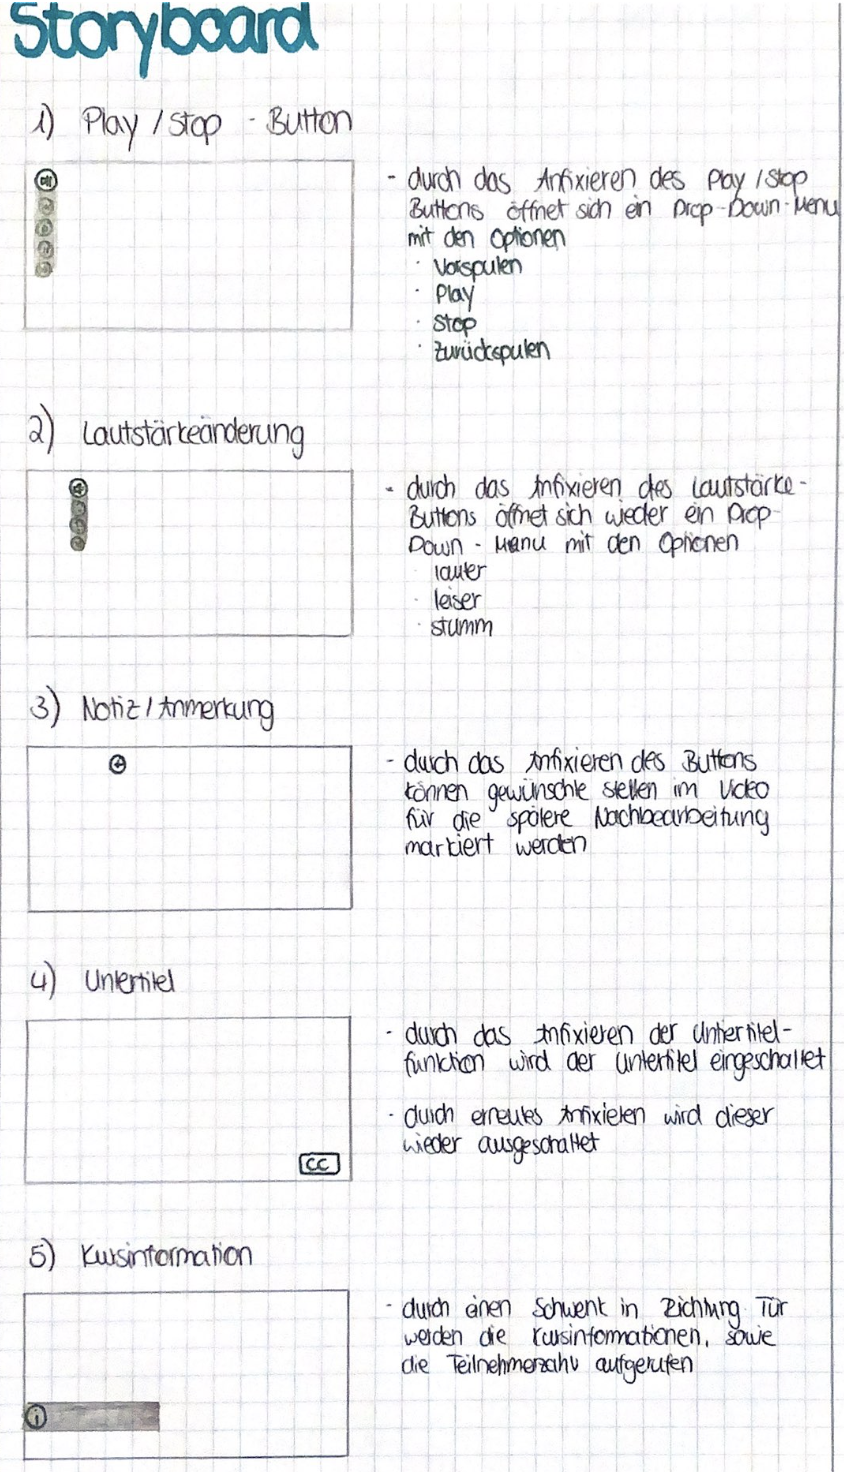 Storyboard
1) Play / Stop - Button
- durch das Anfixieren des Play / Stop
Buttons öffnet sich ein Drop-Down-Menu
mit den Optionen
· Vorspulen
· Play
· Stop
· Zurückspulen
2) Lautstärkeänderung
- durch das Anfixieren des Lautstärke-
Buttons öffnet sich wieder ein Drop-
Down - Menu mit den Optionen
· lauter
· leiser
· stumm
3) Notiz / Anmerkung
- durch das Anfixieren des Buttons
können gewünschte Stellen im Video
für die spätere Nachbearbeitung
markiert werden
4) Untertitel
- durch das Anfixieren der Untertitel-
funktion wird der Untertitel eingeschaltet
- durch erneutes Anfixieren wird dieser
wieder ausgeschaltet
CC
5) Kursinformation
- durch einen Schwenk in Richtung Tür
werden die Kursinformationen, sowie
die Teilnehmerzahl aufgerufen
i